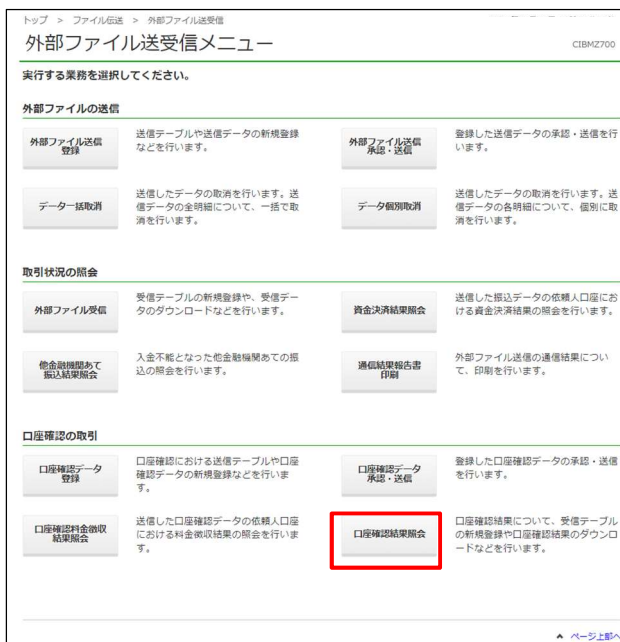 トップ > ファイル伝送 > 外部ファイル送受信
外部ファイル送受信メニュー
CIBMZ700
実行する業務を選択してください。
外部ファイルの送信
外部ファイル送信
登録
送信テーブルや送信データの新規登録
などを行います。
外部ファイル送信
承認・送信
登録した送信データの承認・送信を行
います。
データ一括取消
送信したデータの取消を行います。送
信データの全明細について、一括で取
消を行います。
データ個別取消
送信したデータの取消を行います。送
信データの各明細について、個別に取
消を行います。
取引状況の照会
外部ファイル受信
受信テーブルの新規登録や、受信デー
タのダウンロードなどを行います。
資金決済結果照会
送信した振込データの依頼人口座にお
ける資金決済結果の照会を行います。
他金融機関あて
振込結果照会
入金不能となった他金融機関あての振
込の照会を行います。
通信結果報告書
印刷
外部ファイル送信の通信結果につい
て、印刷を行います。
口座確認の取引
口座確認データ
登録
口座確認における送信テーブルや口座
確認データの新規登録などを行いま
す。
口座確認データ
承認・送信
登録した口座確認データの承認・送信
を行います。
口座確認料金徴収
結果照会
送信した口座確認データの依頼人口座
における料金徴収結果の照会を行いま
す。
口座確認結果照会
口座確認結果について、受信テーブル
の新規登録や口座確認結果のダウンロ
ードなどを行います。
ページ上部へ